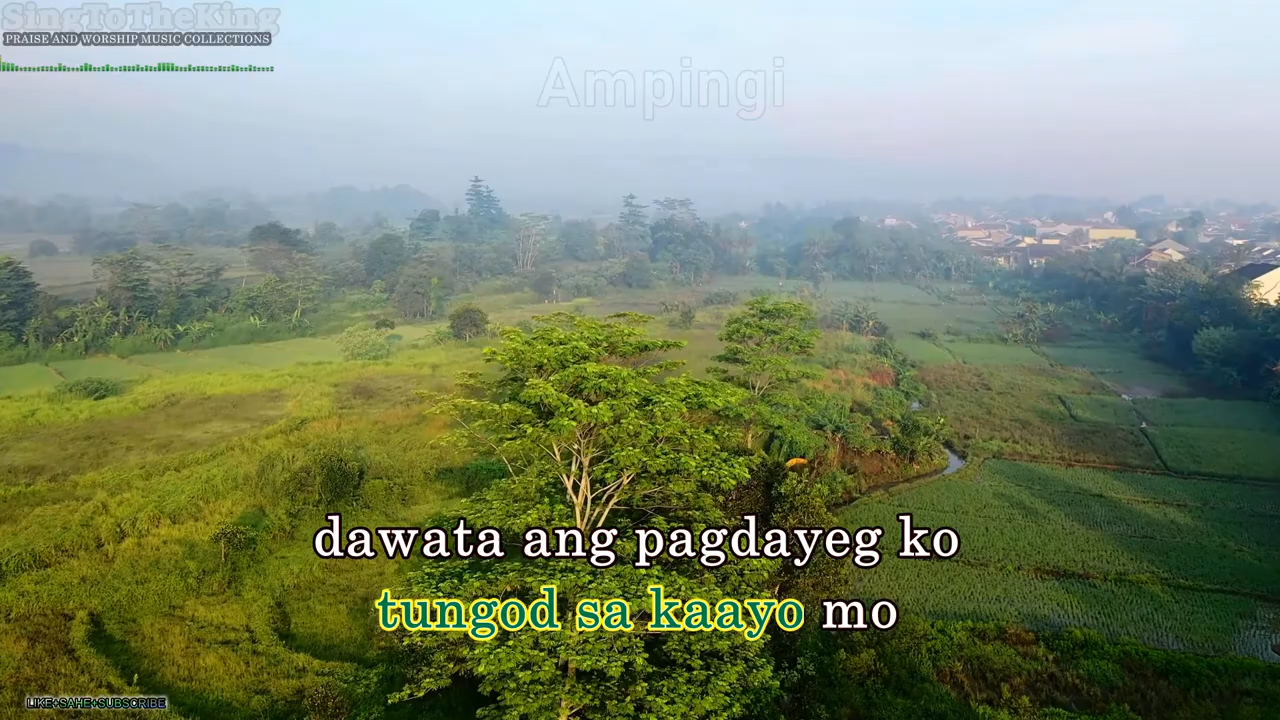 SingToTheKing
PRAISE AND WORSHIP MUSIC COLLECTIONS
Ampingi
dawata ang pagdayeg ko
tungod sa kaayo mo
LIKE+SAHE+SUBSCRIBE